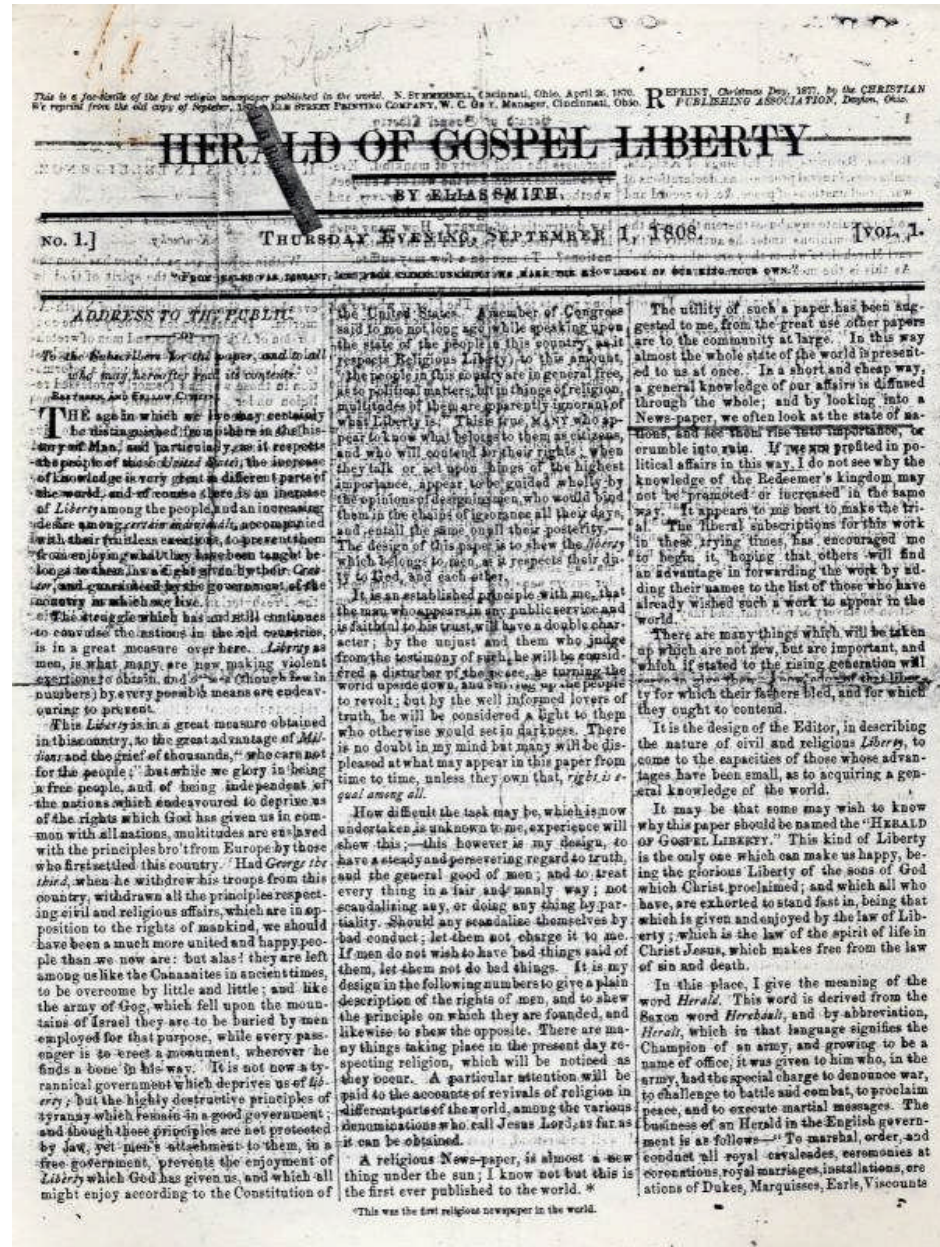 This is a fac-simile of the first religious newspaper published in the world. N. SUMMERBELL, Cincinnati, Ohio. April 26, 1870.
We reprint from the old copy of September, ELM STREET PRINTING COMPANY, W. C. GRAY, Manager, Cincinnati, Ohio.
REPRINT, Christmas Day, 1877, by the CHRISTIAN
PUBLISHING ASSOCIATION, Dayton, Ohio.
HERALD OF GOSPEL LIBERTY
BY ELIAS SMITH.
NO. 1.] THURSDAY EVENING, SEPTEMBER 1, 1808. [VOL. 1.
"FROM REALMS FAR DISTANT, AND FROM CLIMES UNKNOWN; WE MAKE THE KNOWLEDGE OF OUR KING YOUR OWN."
ADDRESS TO THE PUBLIC.
To the Subscribers for this paper, and to all
who may hereafter read its contents.
BRETHREN AND FELLOW CITIZENS
THE age in which we live may certainly
be distinguished from others in the his-
tory of Man, and particularly as it respects
the people of these United States; the increase
of knowledge is very great in different parts of
the world, and of course there is an increase
of Liberty among the people, and an increasing
desire among certain individuals, accompanied
with their fruitless exertions, to prevent them
from enjoying what they have been taught be-
longs to them, as a right given by their Crea-
tor, and guaranteed by the government of the
country in which we live.
The struggle which has and still continues
to convulse the nations in the old countries,
is in a great measure over here. Liberty as
men, is what many are now making violent
exertions to obtain, and others (though few in
numbers) by every possible means are endeav-
ouring to prevent.
This Liberty is in a great measure obtained
in this country, to the great advantage of Mil-
lions and the grief of thousands, "who care not
for the people;" but while we glory in being
a free people, and of being independent of
the nations which endeavoured to deprive us
of the rights which God has given us in com-
mon with all nations, multitudes are enslaved
with the principles bro't from Europe by those
who first settled this country. Had George the
third, when he withdrew his troops from this
country, withdrawn all the principles respect-
ing civil and religious affairs, which are in op-
position to the rights of mankind, we should
have been a much more united and happy peo-
ple than we now are: but alas! they are left
among us like the Canaanites in ancient times,
to be overcome by little and little; and like
the army of Gog, which fell upon the moun-
tains of Israel they are to be buried by men
employed for that purpose, while every pass-
enger is to erect a monument, wherever he
finds a bone in his way. It is not now a ty-
rannical government which deprives us of lib-
erty; but the highly destructive principles of
tyranny which remain in a good government;
and though these principles are not protected
by law, yet men's attachment to them, in a
free government, prevents the enjoyment of
Liberty which God has given us, and which all
might enjoy according to the Constitution of
the United States. A member of Congress
said to me not long ago while speaking upon
the state of the people in this country, as it
respects Religious Liberty, to this amount,
"the people in this country are in general free,
as to political matters; but in things of religion,
multitudes of them are apparently ignorant of
what Liberty is." This is true, MANY who ap-
pear to know what belongs to them as citizens,
and who will contend for their rights; when
they talk or act upon things of the highest
importance, appear to be guided wholly by
the opinions of designing men, who would bind
them in the chains of ignorance all their days,
and entail the same on all their posterity.—
The design of this paper is to shew the liberty
which belongs to men, as it respects their du-
ty to God, and each other.
It is an established principle with me, that
the man who appears in any public service and
is faithful to his trust, will have a double char-
acter; by the unjust and them who judge
from the testimony of such, he will be consid-
ered a disturber of the peace, as turning the
world upside down, and stirring up the people
to revolt; but by the well informed lovers of
truth, he will be considered a light to them
who otherwise would set in darkness. There
is no doubt in my mind but many will be dis-
pleased at what may appear in this paper from
time to time, unless they own that, right is e-
qual among all.
How difficult the task may be, which is now
undertaken is unknown to me, experience will
shew this;—this however is my design, to
have a steady and persevering regard to truth,
and the general good of men; and to treat
every thing in a fair and manly way; not
scandalizing any, or doing any thing by par-
tiality. Should any scandalize themselves by
bad conduct; let them not charge it to me.
If men do not wish to have bad things said of
them, let them not do bad things. It is my
design in the following numbers to give a plain
description of the rights of men, and to shew
the principle on which they are founded, and
likewise to shew the opposite. There are ma-
ny things taking place in the present day re-
specting religion, which will be noticed as
they occur. A particular attention will be
paid to the accounts of revivals of religion in
different parts of the world, among the various
denominations who call Jesus Lord, as far as
it can be obtained.
A religious News-paper, is almost a new
thing under the sun; I know not but this is
the first ever published to the world. *
*This was the first religious newspaper in the world.
The utility of such a paper has been sug-
gested to me, from the great use other papers
are to the community at large. In this way
almost the whole state of the world is present-
ed to us at once. In a short and cheap way,
a general knowledge of our affairs is diffused
through the whole; and by looking into a
News-paper, we often look at the state of na-
tions, and see them rise into importance, or
crumble into ruin. If we are profited in po-
litical affairs in this way, I do not see why the
knowledge of the Redeemer's kingdom may
not be promoted or increased in the same
way. It appears to me best to make the tri-
al. The liberal subscriptions for this work
in these trying times, has encouraged me
to begin it, hoping that others will find
an advantage in forwarding the work by ad-
ding their names to the list of those who have
already wished such a work to appear in the
world.
There are many things which will be taken
up which are not new, but are important, and
which if stated to the rising generation will
serve to give them a knowledge of that liber-
ty for which their fathers bled, and for which
they ought to contend.
It is the design of the Editor, in describing
the nature of civil and religious Liberty, to
come to the capacities of those whose advan-
tages have been small, as to acquiring a gen-
eral knowledge of the world.
It may be that some may wish to know
why this paper should be named the "HERALD
OF GOSPEL LIBERTY." This kind of Liberty
is the only one which can make us happy, be-
ing the glorious Liberty of the sons of God
which Christ proclaimed; and which all who
have, are exhorted to stand fast in, being that
which is given and enjoyed by the law of Lib-
erty; which is the law of the spirit of life in
Christ Jesus, which makes free from the law
of sin and death.
In this place, I give the meaning of the
word Herald. This word is derived from the
Saxon word Herehault, and by abbreviation,
Heralt, which in that language signifies the
Champion of an army, and growing to be a
name of office; it was given to him who, in the
army, had the special charge to denounce war,
to challenge to battle and combat, to proclaim
peace, and to execute martial messages. The
business of an Herald in the English govern-
ment is as follows—"To marshal, order, and
conduct all royal cavalcades, ceremonies at
coronations, royal marriages, installations, cre
ations of Dukes, Marquisses, Earls, Viscounts